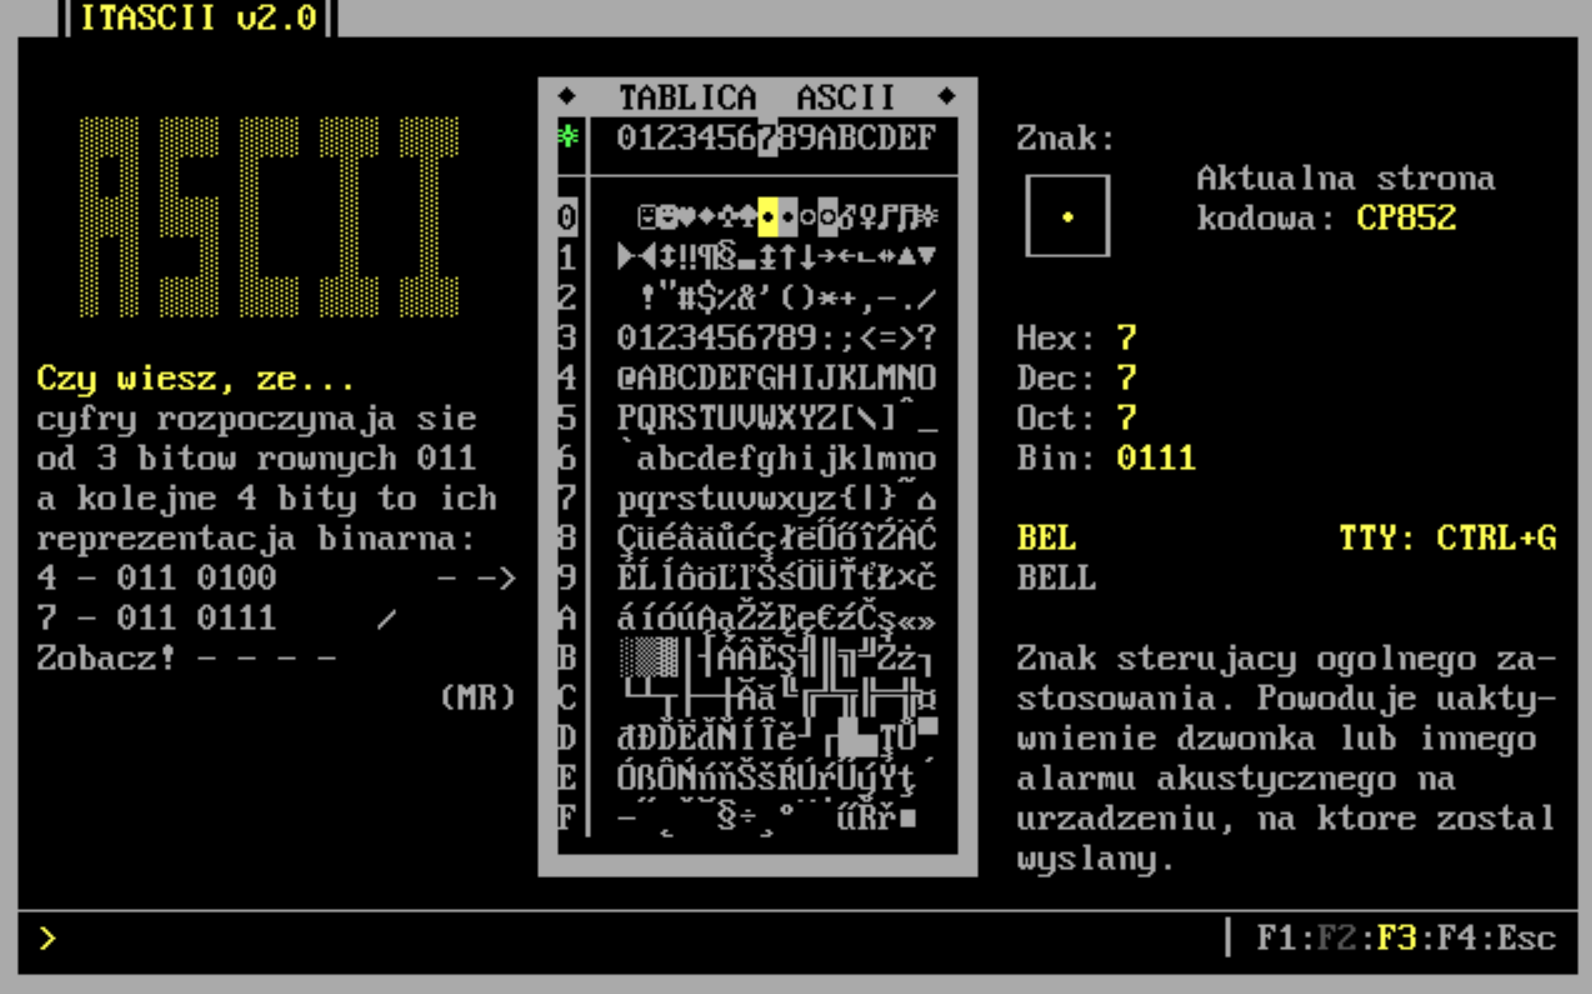 ITASCII v2.0
ASCII
Czy wiesz, ze...
cyfry rozpoczynaja sie
od 3 bitow rownych 011
a kolejne 4 bity to ich
reprezentacja binarna:
4 - 011 0100 - ->
7 - 011 0111 /
Zobacz! - - - -
(MR)
♦ TABLICA ASCII ♦
☼ 0123456789ABCDEF
0 ☺☻♥♦♣♠•◘○◙♂♀♪♫☼
1 ►◄↕‼¶§▬↨↑↓→←∟↔▲▼
2 !"#$%&'()*+,-./
3 0123456789:;<=>?
4 @ABCDEFGHIJKLMNO
5 PQRSTUVWXYZ[\]^_
6 `abcdefghijklmno
7 pqrstuvwxyz{|}~⌂
8 ÇüéâäůćçłëŐőîŹÄĆ
9 ÉĹĺôöĽľŚśÖÜŤťŁ×č
A áíóúĄąŽžĘę€źČş«»
B ░▒▓│┤ÁÂĚŞ╣║╗╝Żż┐
C └┴┬├─┼Ăă╚╔╩╦╠═╬¤
D đĐĎËďŇÍÎě┘┌█▄ŢŮ▀
E ÓßÔŃńňŠšŔÚŕŰýÝţ´
F -˝˛ˇ˘§÷¸°¨˙űŘř■
Znak:
•
Aktualna strona
kodowa: CP852
Hex: 7
Dec: 7
Oct: 7
Bin: 0111
BEL TTY: CTRL+G
BELL
Znak sterujacy ogolnego za-
stosowania. Powoduje uakty-
wnienie dzwonka lub innego
alarmu akustycznego na
urzadzeniu, na ktore zostal
wyslany.
> | F1:F2:F3:F4:Esc